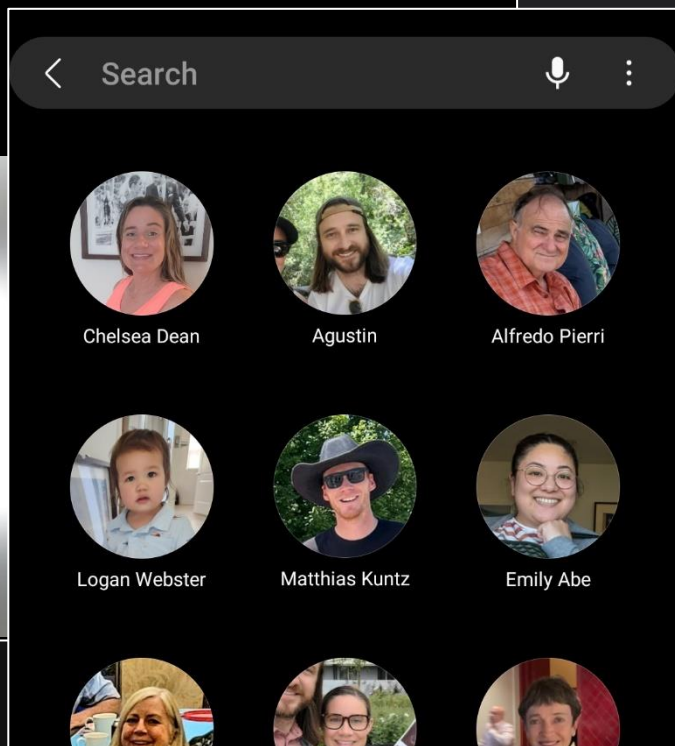 Search
Chelsea Dean
Agustin
Alfredo Pierri
Logan Webster
Matthias Kuntz
Emily Abe